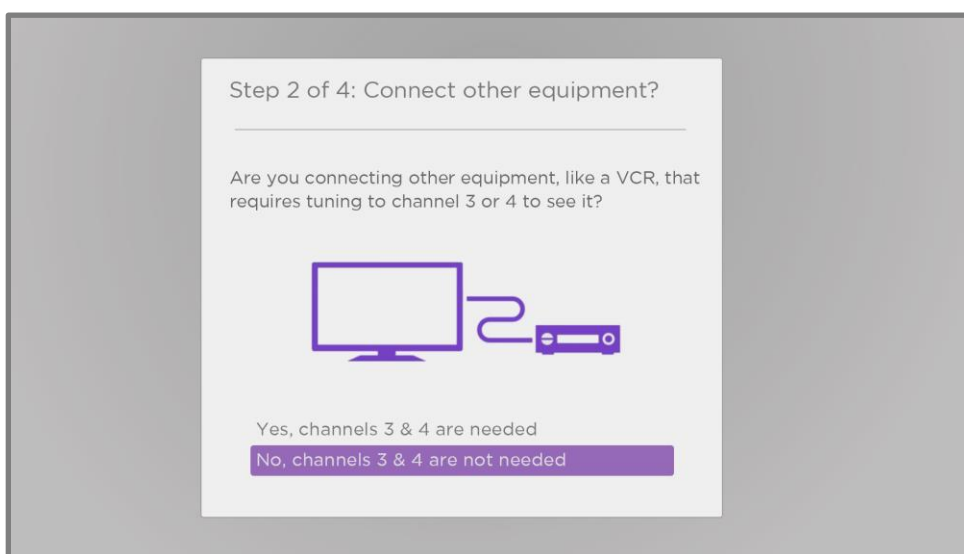 Step 2 of 4: Connect other equipment?
Are you connecting other equipment, like a VCR, that
requires tuning to channel 3 or 4 to see it?
Yes, channels 3 & 4 are needed
No, channels 3 & 4 are not needed